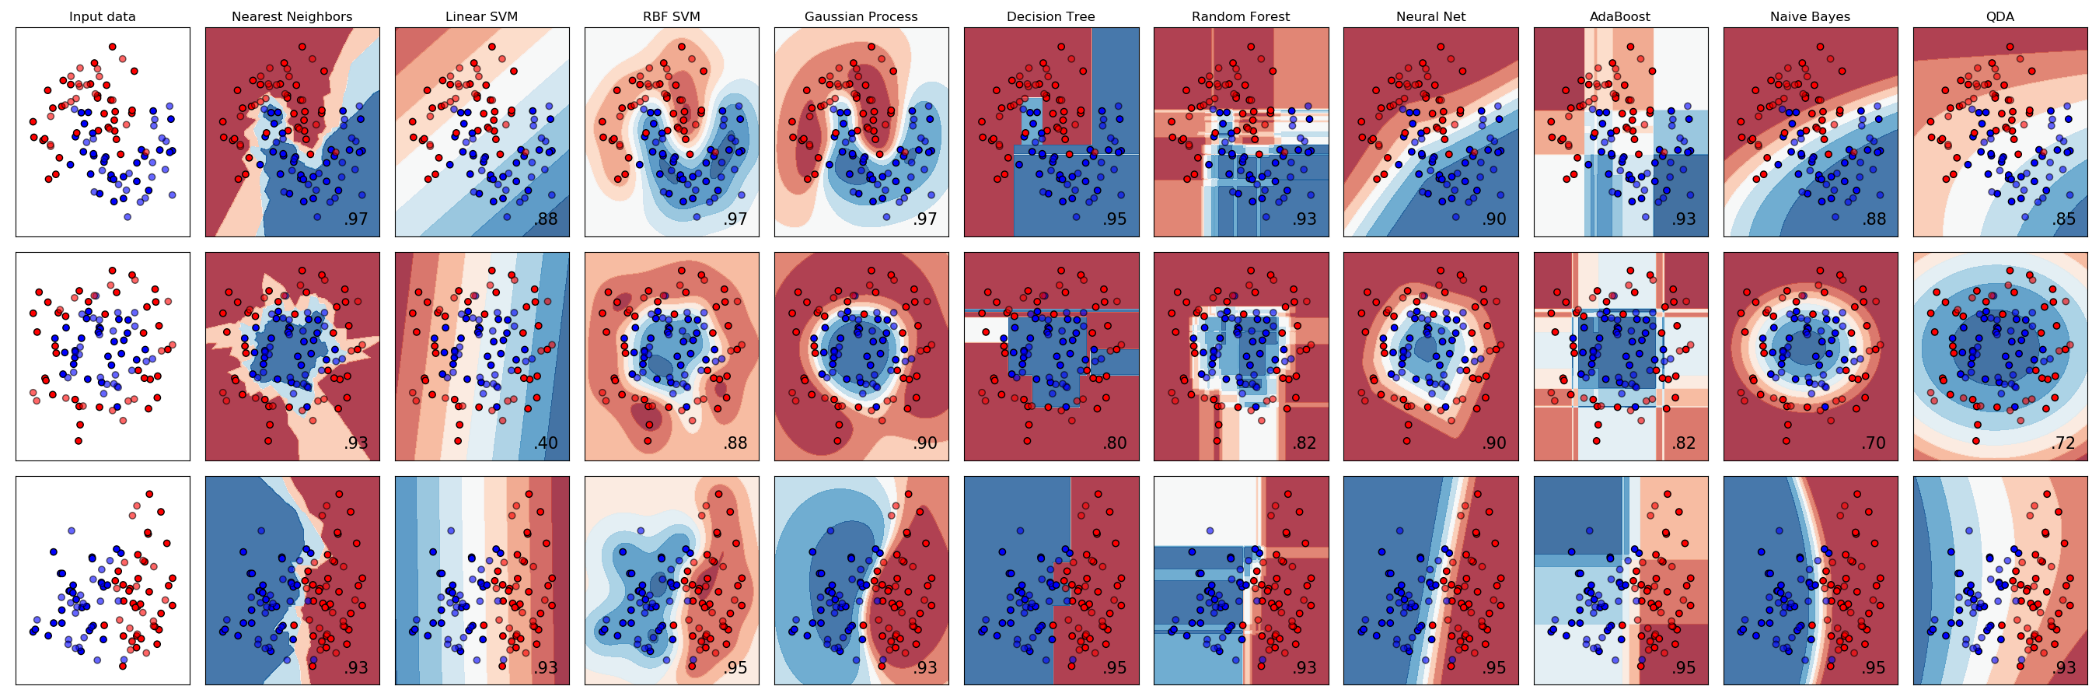 Input data Nearest Neighbors Linear SVM RBF SVM Gaussian Process Decision Tree Random Forest Neural Net AdaBoost Naive Bayes QDA
.97 .88 .97 .97 .95 .93 .90 .93 .88 .85
.93 .40 .88 .90 .80 .82 .90 .82 .70 .72
.93 .93 .95 .93 .95 .93 .95 .95 .95 .93